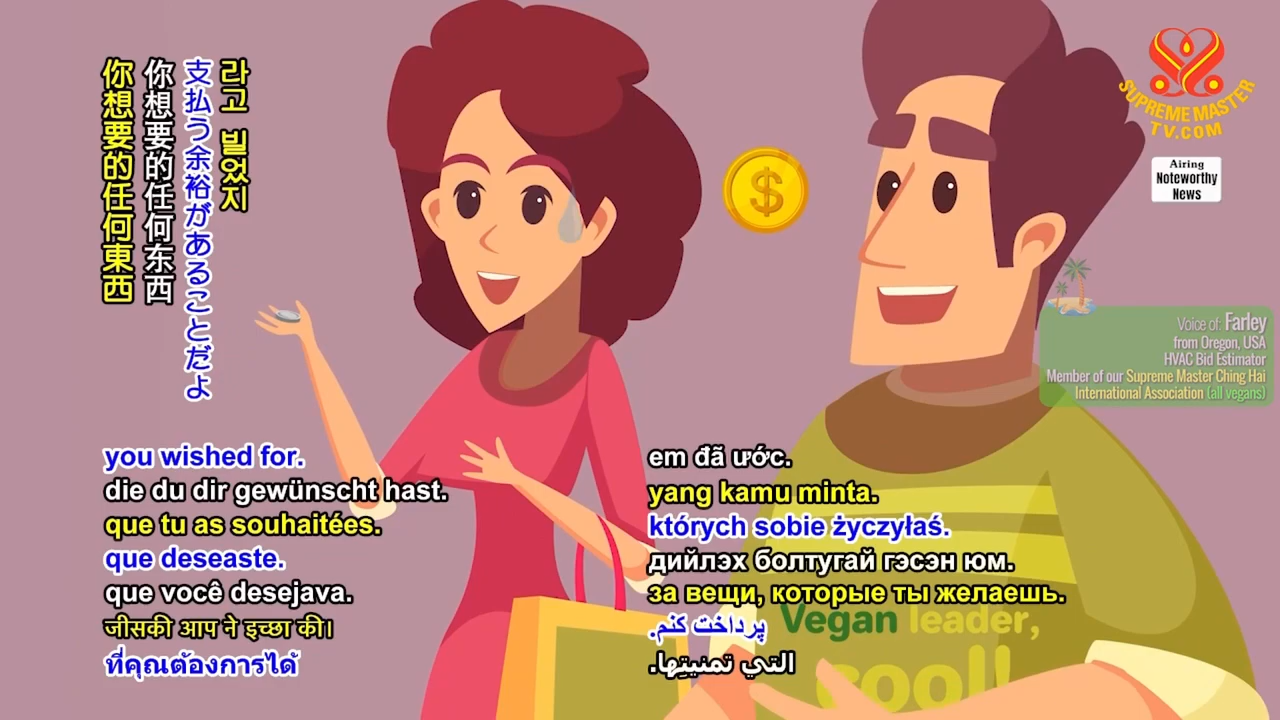 라고 빌었지
支払う余裕があることだよ
你想要的任何东西
你想要的任何東西
SUPREME MASTER
TV.COM
Airing
Noteworthy
News
Voice of: Farley
from Oregon, USA
HVAC Bid Estimator
Member of our Supreme Master Ching Hai
International Association (all vegans)
you wished for.
die du dir gewünscht hast.
que tu as souhaitées.
que deseaste.
que você desejava.
जीसकी आप ने इच्छा की।
ที่คุณต้องการได้
em đã ước.
yang kamu minta.
których sobie życzyłaś.
дийлэх болтугай гэсэн юм.
за вещи, которые ты желаешь.
پرداخت کنم.
التي تمنيتِها.
Vegan leader,
cool!